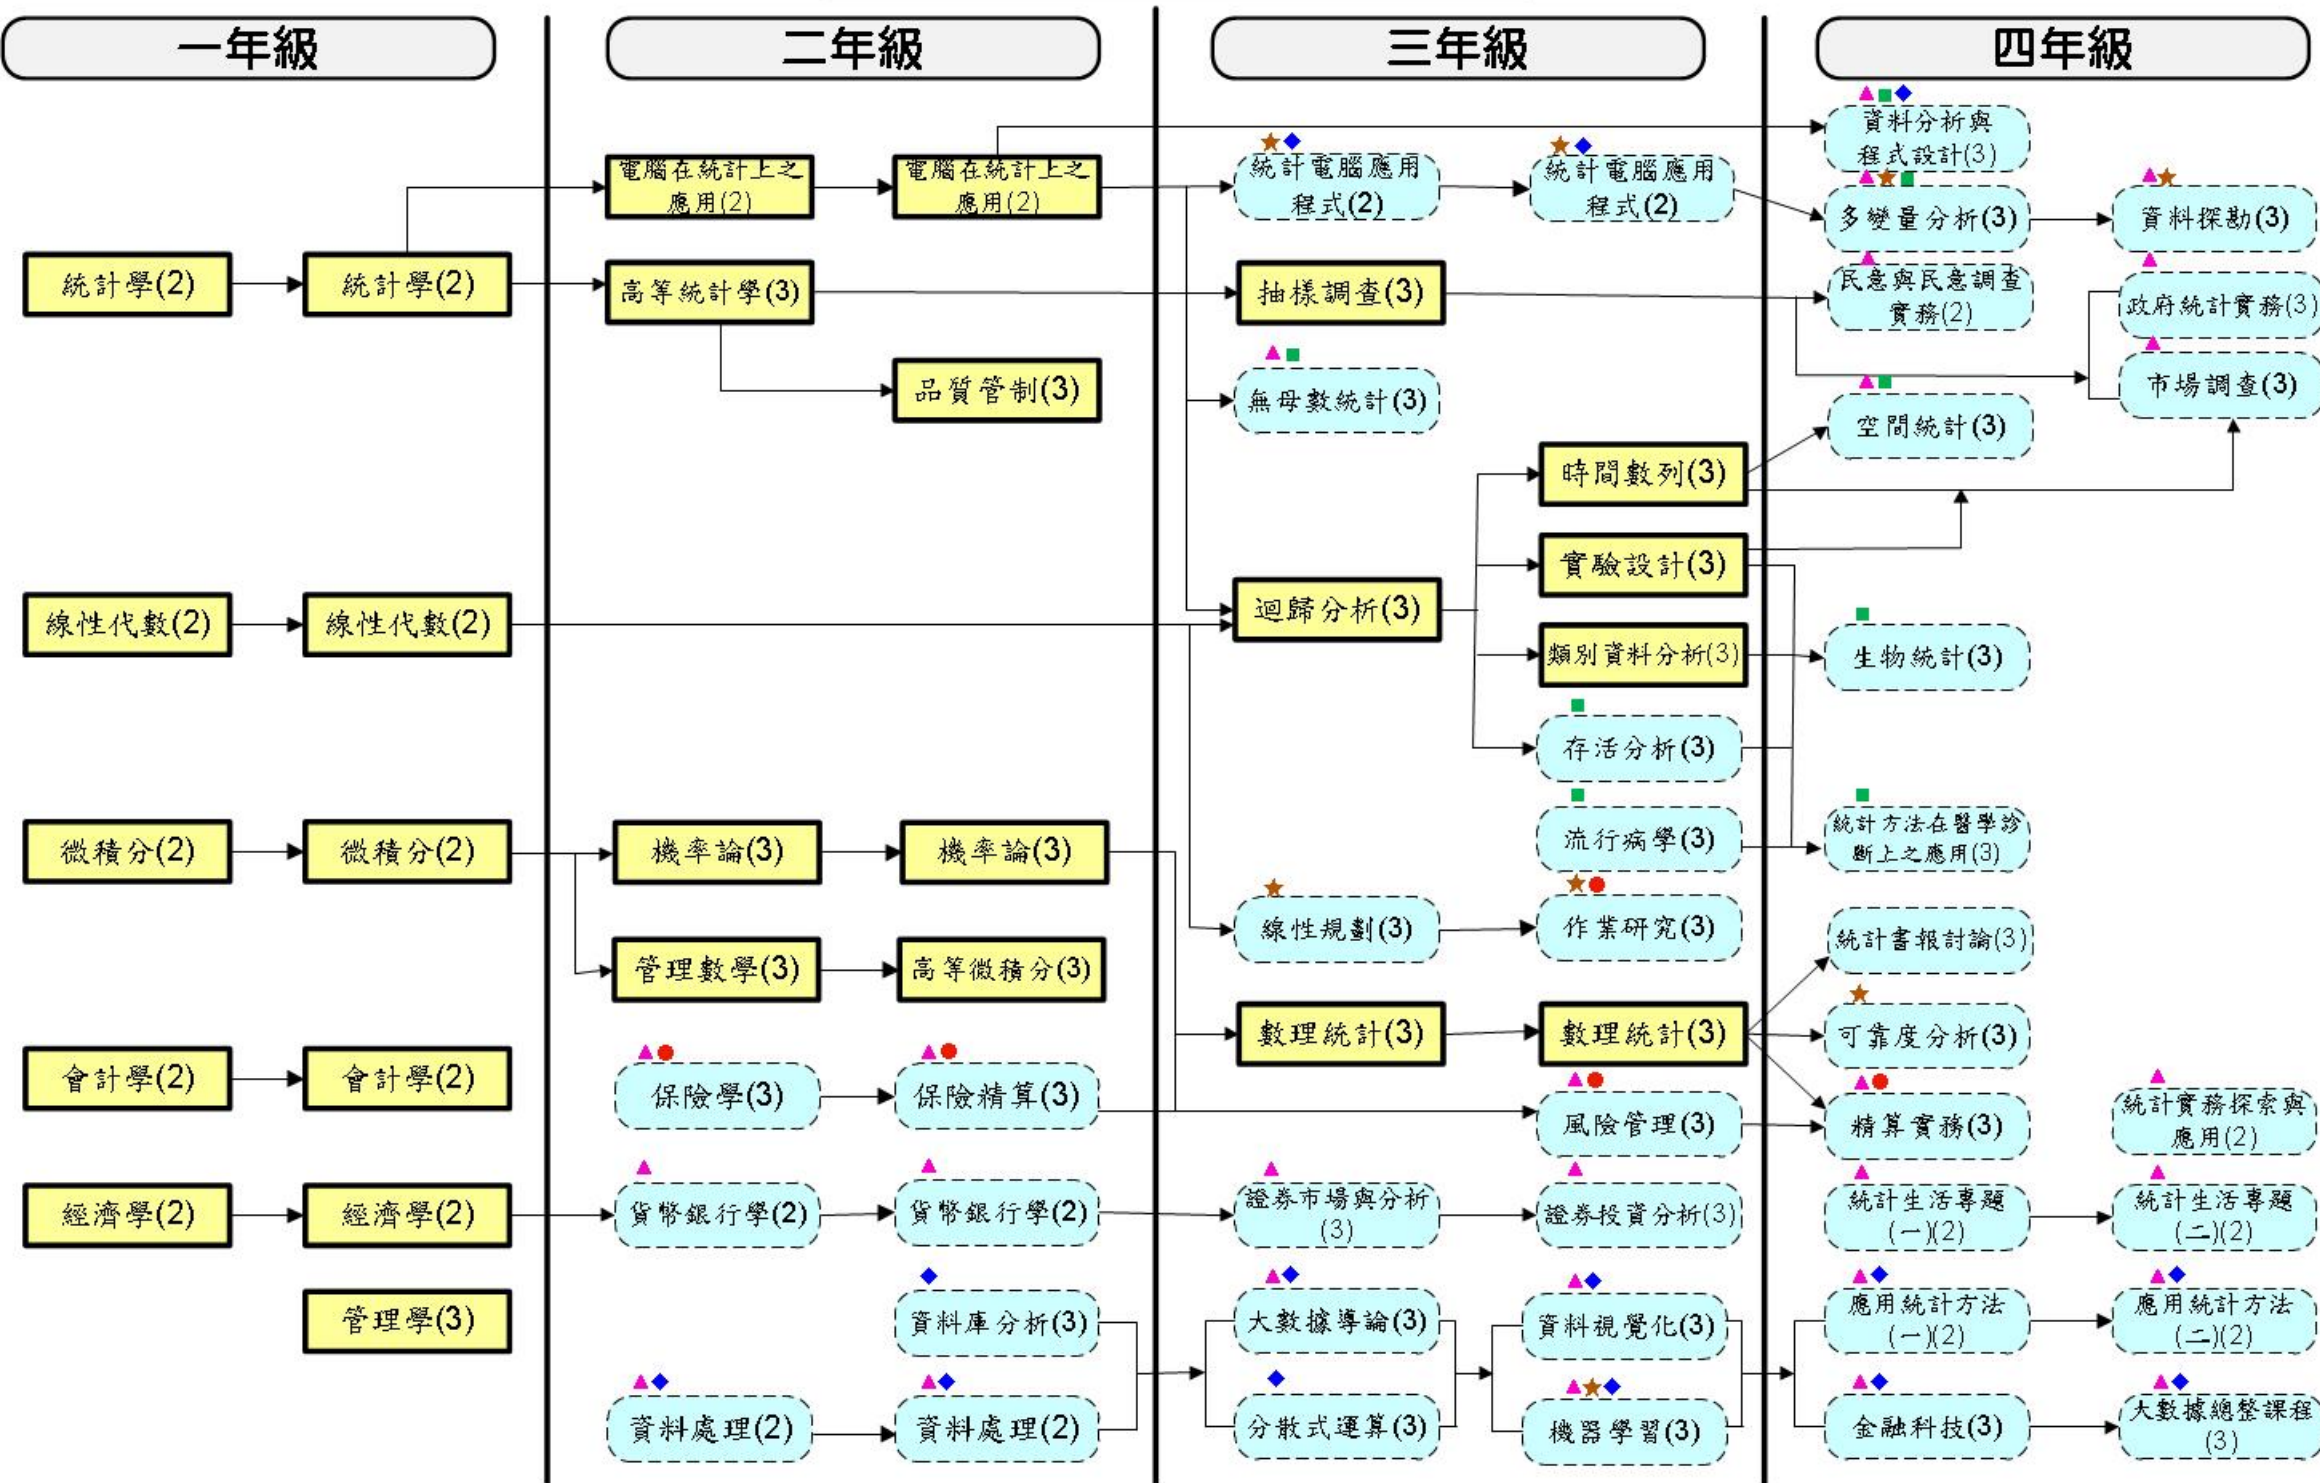 一年級
二年級
三年級
四年級
統計學(2)
統計學(2)
線性代數(2)
線性代數(2)
微積分(2)
微積分(2)
會計學(2)
會計學(2)
經濟學(2)
經濟學(2)
管理學(3)
電腦在統計上之
應用(2)
電腦在統計上之
應用(2)
高等統計學(3)
品質管制(3)
機率論(3)
機率論(3)
管理數學(3)
高等微積分(3)
保險學(3)
保險精算(3)
貨幣銀行學(2)
貨幣銀行學(2)
資料庫分析(3)
資料處理(2)
資料處理(2)
統計電腦應用
程式(2)
統計電腦應用
程式(2)
抽樣調查(3)
無母數統計(3)
時間數列(3)
實驗設計(3)
迴歸分析(3)
類別資料分析(3)
存活分析(3)
流行病學(3)
線性規劃(3)
作業研究(3)
數理統計(3)
數理統計(3)
風險管理(3)
證券市場與分析
(3)
證券投資分析(3)
大數據導論(3)
資料視覺化(3)
分散式運算(3)
機器學習(3)
資料分析與
程式設計(3)
多變量分析(3)
資料探勘(3)
民意與民意調查
實務(2)
政府統計實務(3)
市場調查(3)
空間統計(3)
生物統計(3)
統計方法在醫學診
斷上之應用(3)
統計書報討論(3)
可靠度分析(3)
精算實務(3)
統計實務探索與
應用(2)
統計生活專題
(一)(2)
統計生活專題
(二)(2)
應用統計方法
(一)(2)
應用統計方法
(二)(2)
金融科技(3)
大數據總整課程
(3)